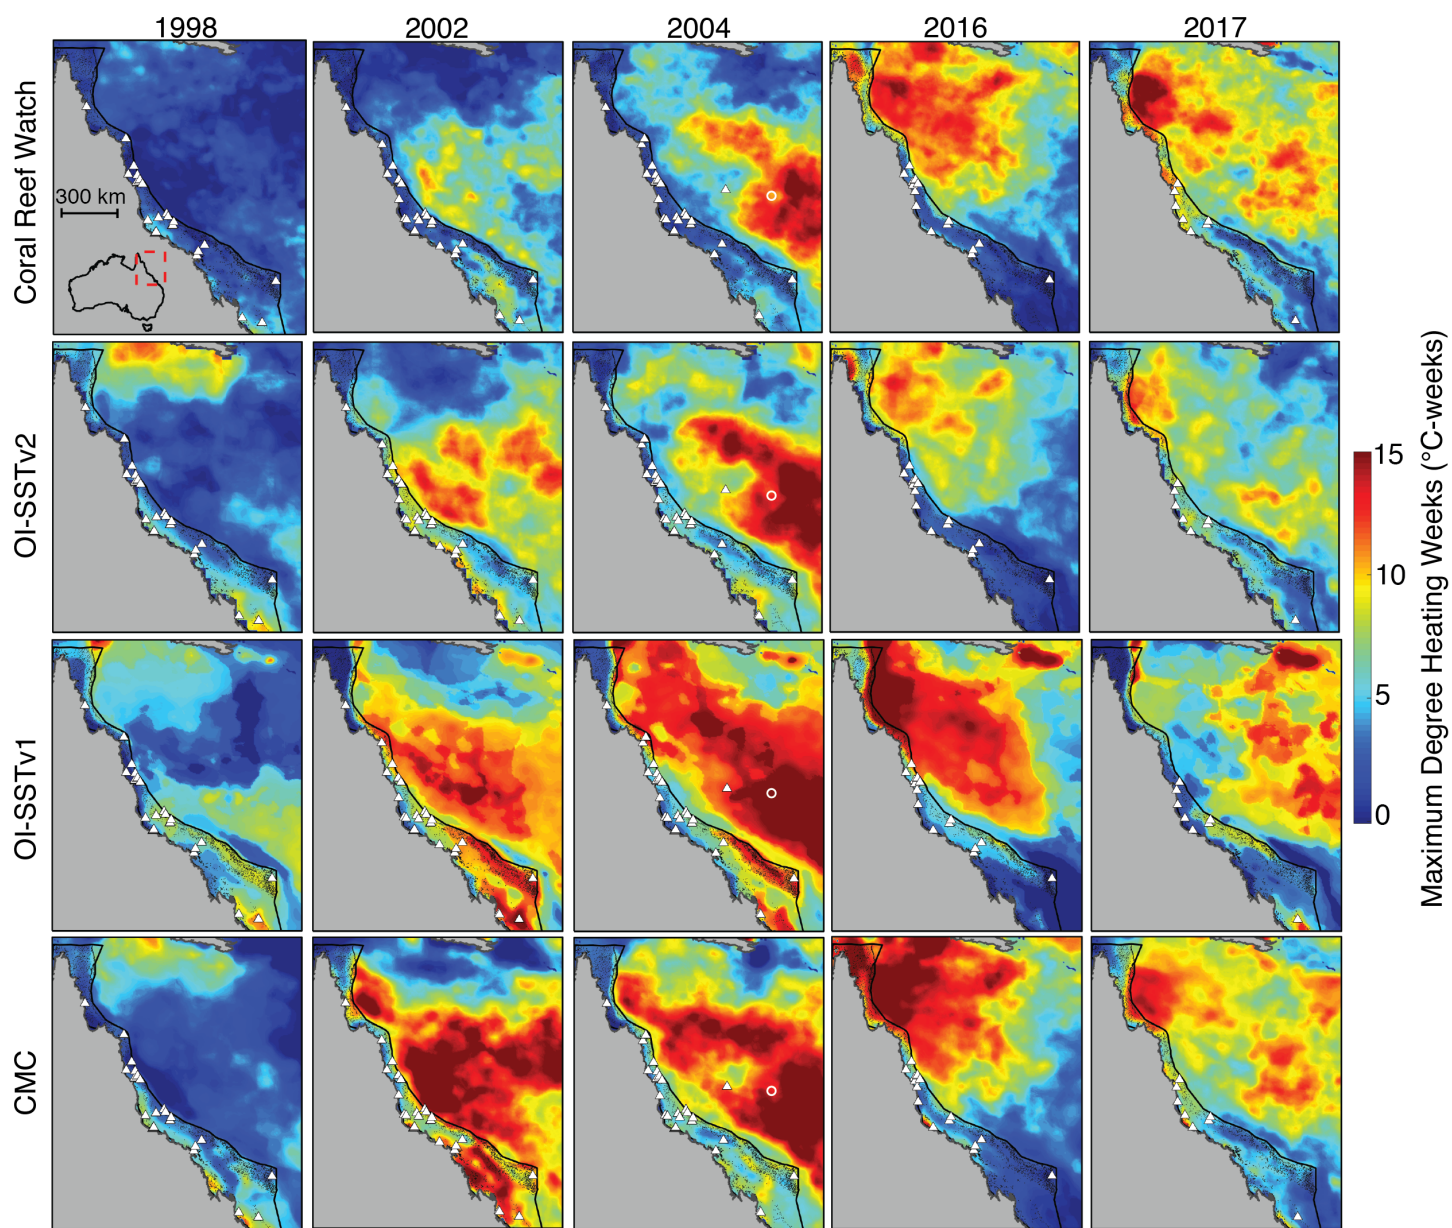 1998 2002 2004 2016 2017
Coral Reef Watch
300 km
OI-SSTv2
OI-SSTv1
CMC
15
10
5
0
Maximum Degree Heating Weeks (°C-weeks)